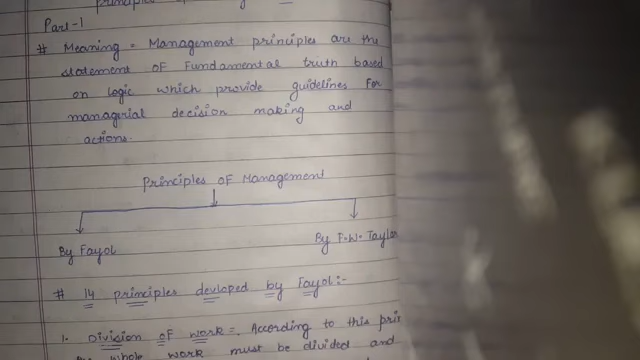 principles
Part-1
# Meaning = Management principles are the
statement of Fundamental truth based
on logic which provide guidelines for
managerial decision making and
actions.
Principles of Management
By Fayol
By F.W. Taylor
# 14 principles devloped by Fayol:-
1. Division of work = According to this
whole work must be divided and